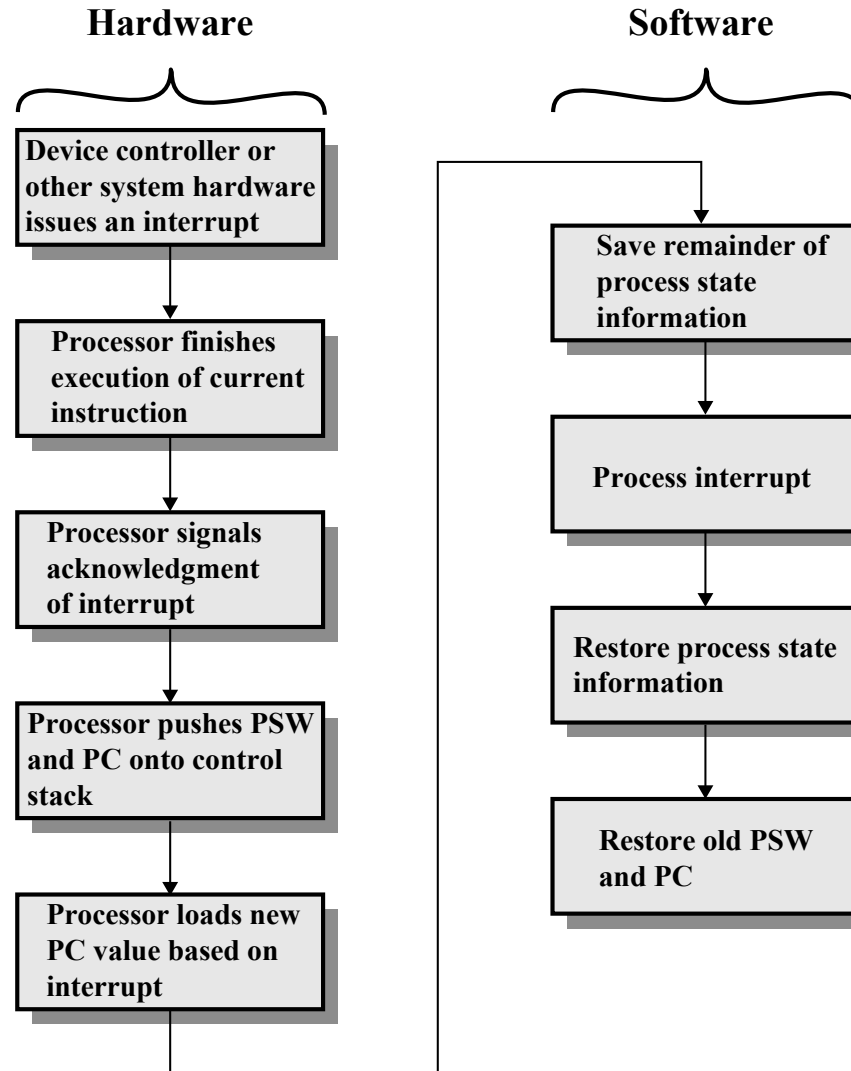 Hardware
Device controller or
other system hardware
issues an interrupt
Processor finishes
execution of current
instruction
Processor signals
acknowledgment
of interrupt
Processor pushes PSW
and PC onto control
stack
Processor loads new
PC value based on
interrupt
Software
Save remainder of
process state
information
Process interrupt
Restore process state
information
Restore old PSW
and PC